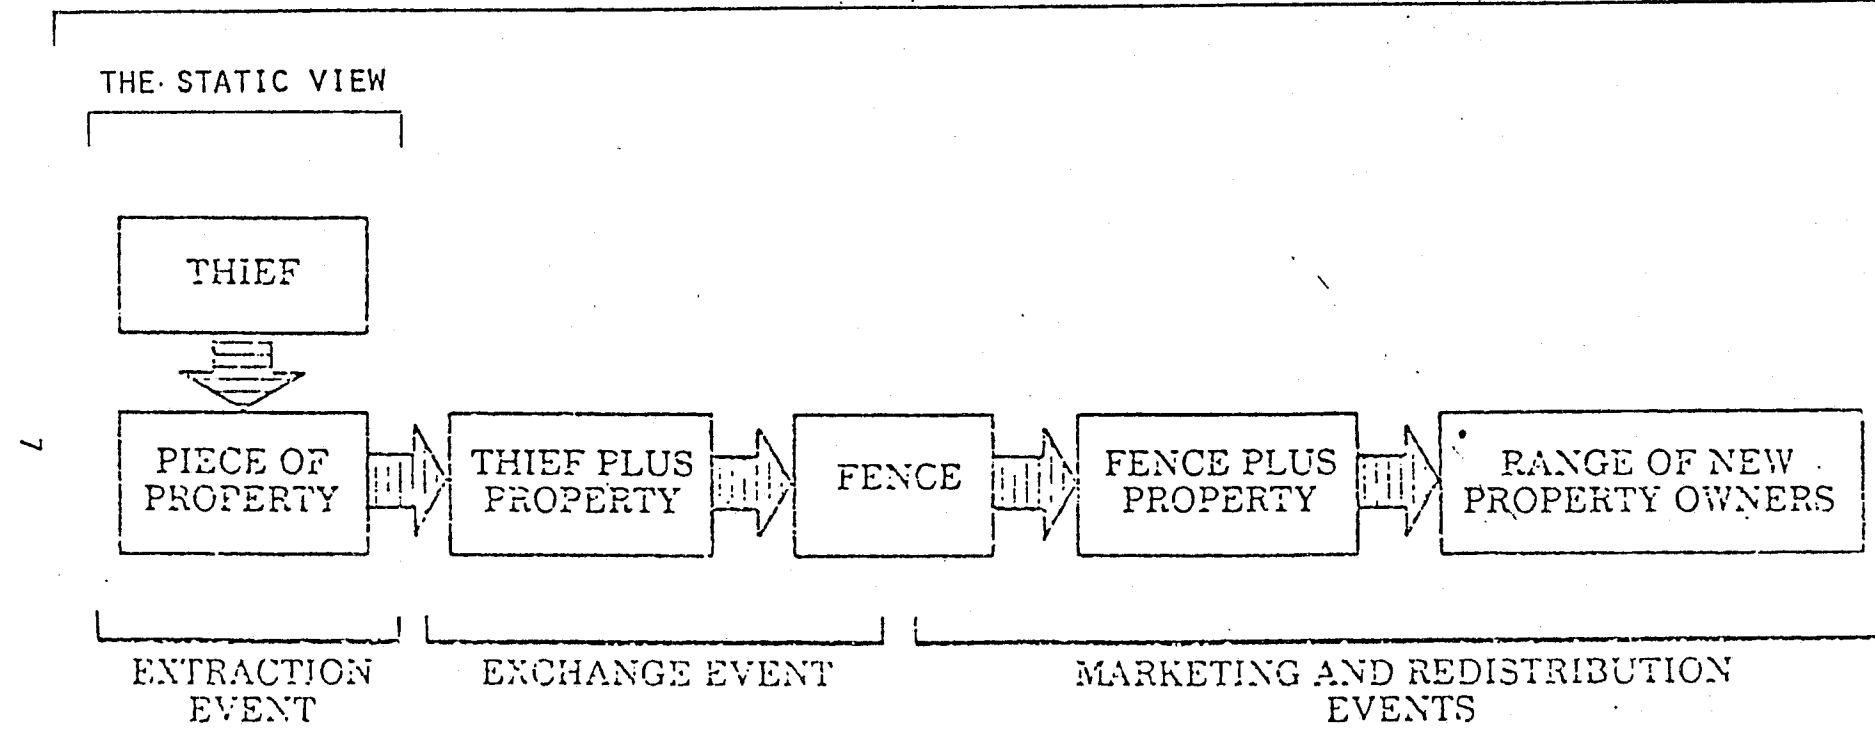 THE STATIC VIEW
THIEF
PIECE OF
PROPERTY
THIEF PLUS
PROPERTY
FENCE
FENCE PLUS
PROPERTY
RANGE OF NEW
PROPERTY OWNERS
7
EXTRACTION
EVENT
EXCHANGE EVENT
MARKETING AND REDISTRIBUTION
EVENTS